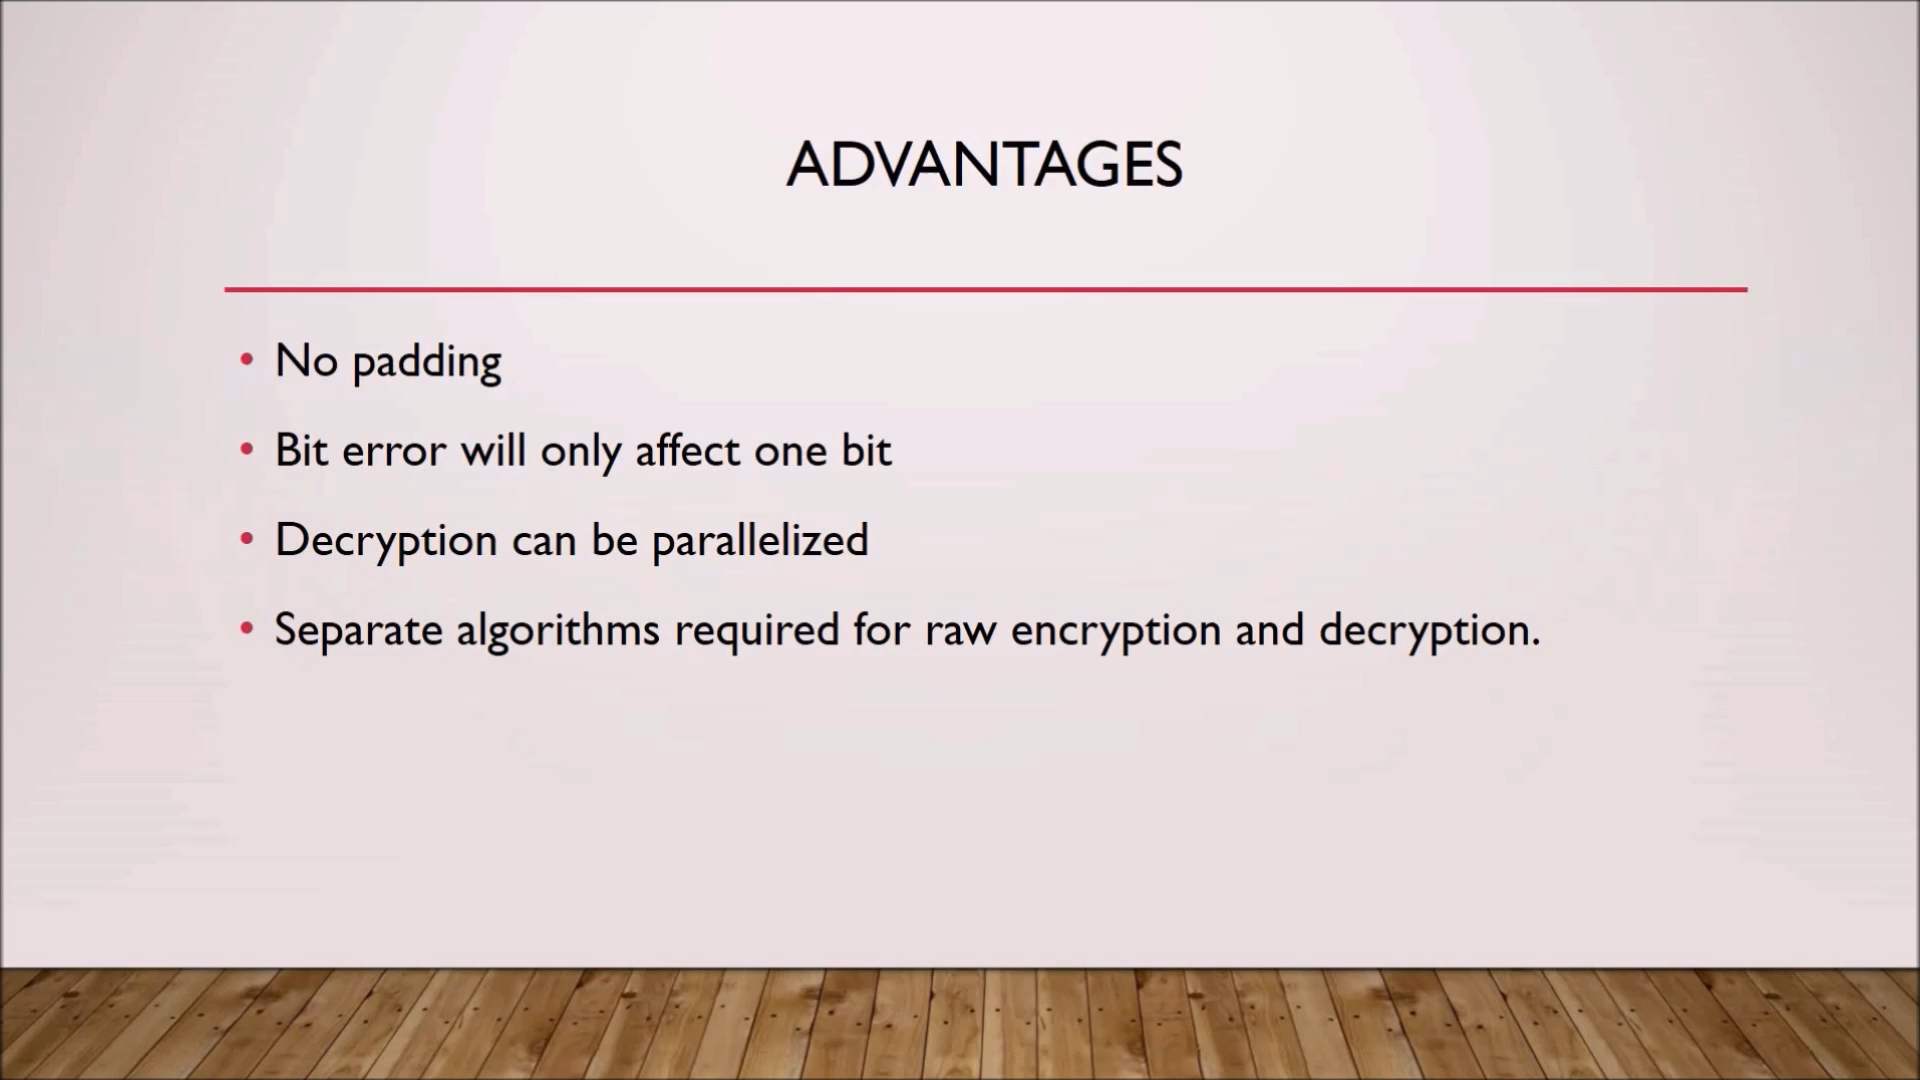 ADVANTAGES
• No padding
• Bit error will only affect one bit
• Decryption can be parallelized
• Separate algorithms required for raw encryption and decryption.